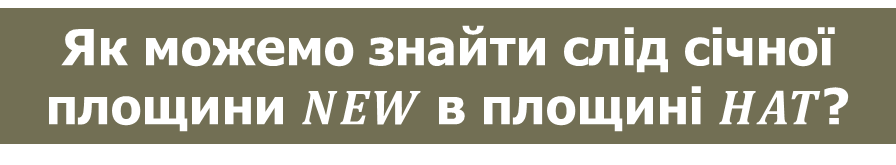 Як можемо знайти слід січної
площини NEW в площині HAT?